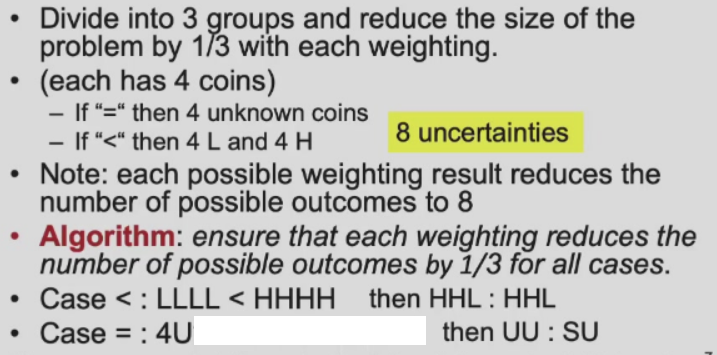 • Divide into 3 groups and reduce the size of the
problem by 1/3 with each weighting.
• (each has 4 coins)
– If "=" then 4 unknown coins
– If "<" then 4 L and 4 H
8 uncertainties
• Note: each possible weighting result reduces the
number of possible outcomes to 8
• Algorithm: ensure that each weighting reduces the
number of possible outcomes by 1/3 for all cases.
• Case < : LLLL < HHHH then HHL : HHL
• Case = : 4U then UU : SU